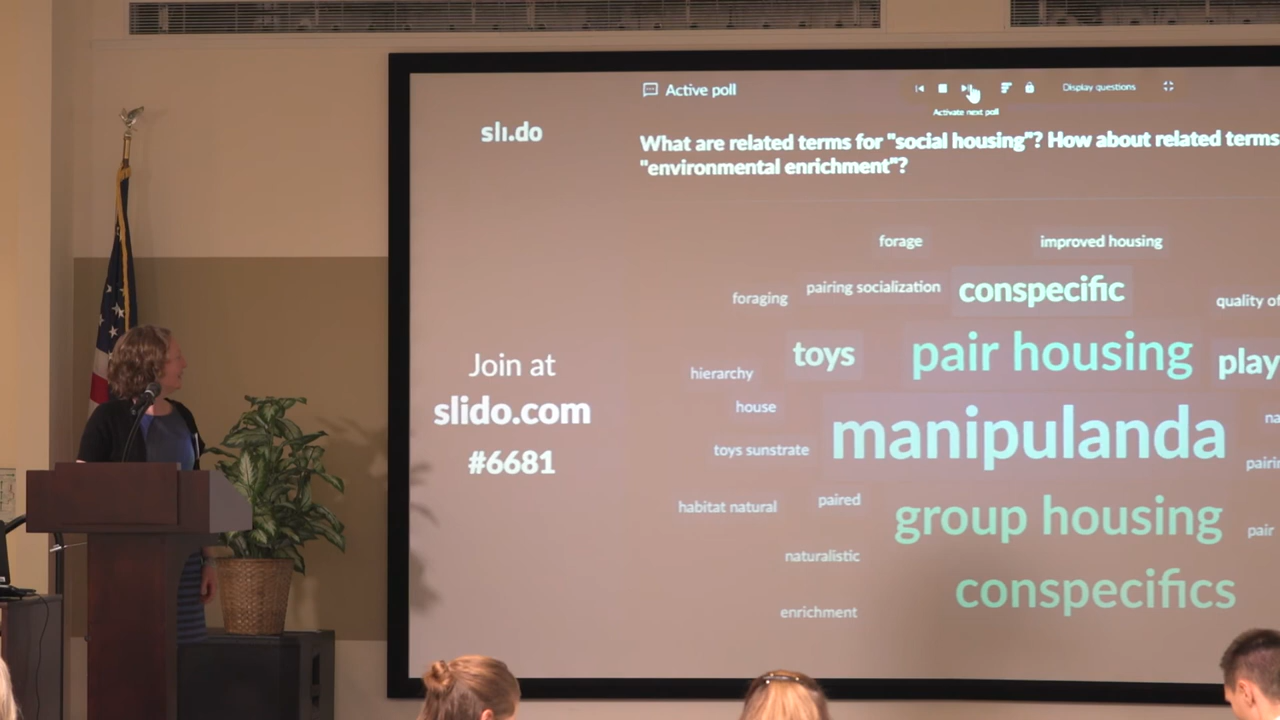 Active poll
Display questions
Activate next poll
sli.do
What are related terms for "social housing"? How about related terms
"environmental enrichment"?
forage
improved housing
foraging
pairing socialization
conspecific
quality of
Join at
slido.com
#6681
hierarchy
toys
pair housing
play
house
manipulanda
toys sunstrate
habitat natural
paired
group housing
pair
naturalistic
conspecifics
enrichment